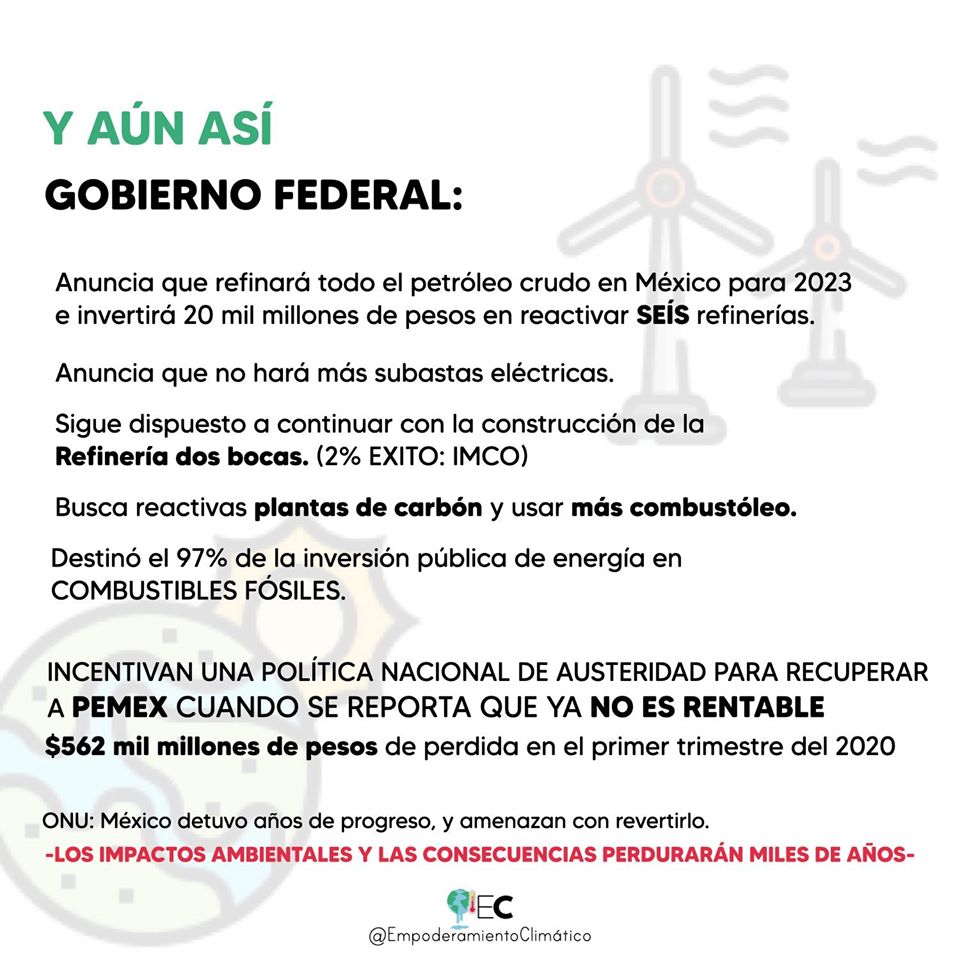 Y AÚN ASÍ
GOBIERNO FEDERAL:
Anuncia que refinará todo el petróleo crudo en México para 2023
e invertirá 20 mil millones de pesos en reactivar SEÍS refinerías.
Anuncia que no hará más subastas eléctricas.
Sigue dispuesto a continuar con la construcción de la
Refinería dos bocas. (2% EXITO: IMCO)
Busca reactivas plantas de carbón y usar más combustóleo.
Destinó el 97% de la inversión pública de energía en
COMBUSTIBLES FÓSILES.
INCENTIVAN UNA POLÍTICA NACIONAL DE AUSTERIDAD PARA RECUPERAR
A PEMEX CUANDO SE REPORTA QUE YA NO ES RENTABLE
$562 mil millones de pesos de perdida en el primer trimestre del 2020
ONU: México detuvo años de progreso, y amenazan con revertirlo.
-LOS IMPACTOS AMBIENTALES Y LAS CONSECUENCIAS PERDURARÁN MILES DE AÑOS-
EC
@EmpoderamientoClimático